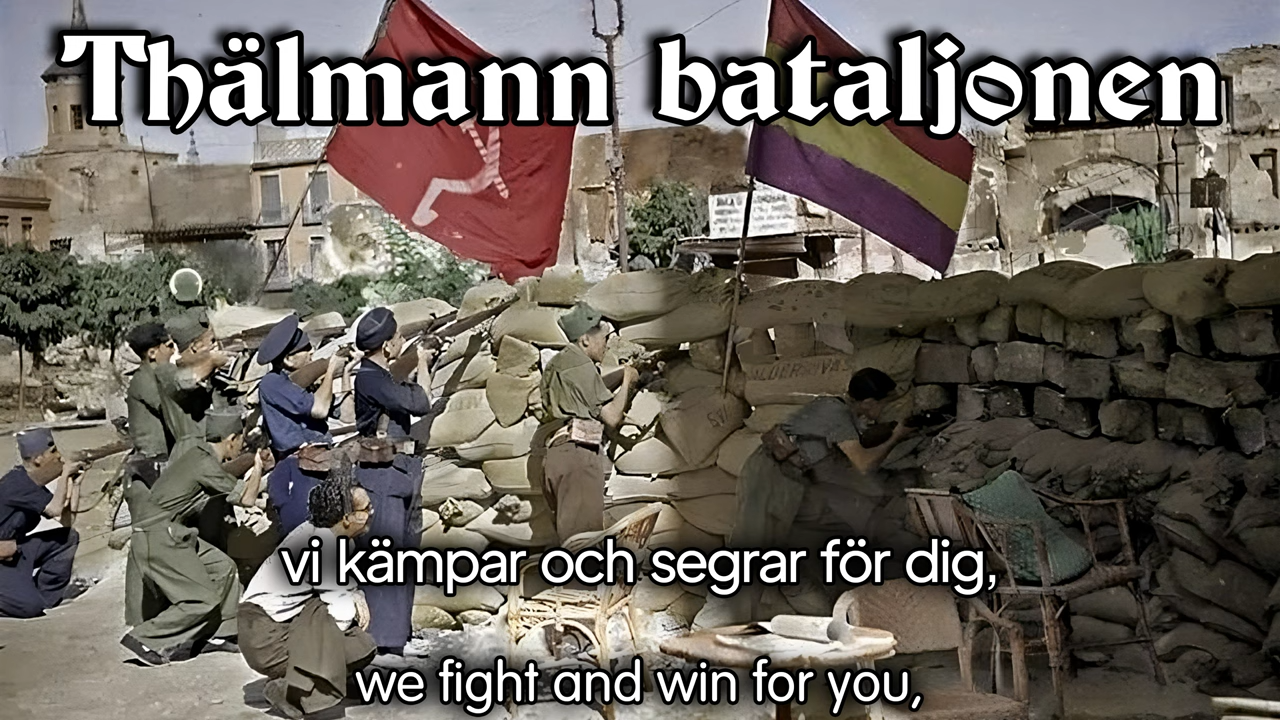 Thälmann bataljonen
vi kämpar och segrar för dig,
we fight and win for you,